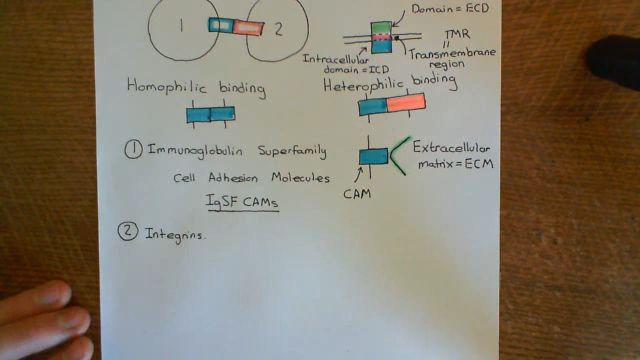 1
2
Domain = ECD
TMR
=
Transmembrane
region
Intracellular
domain = ICD
Homophilic binding
Heterophilic binding
① Immunoglobulin Superfamily
Cell Adhesion Molecules
IgSF CAMs
Extracellular
matrix = ECM
CAM
② Integrins.